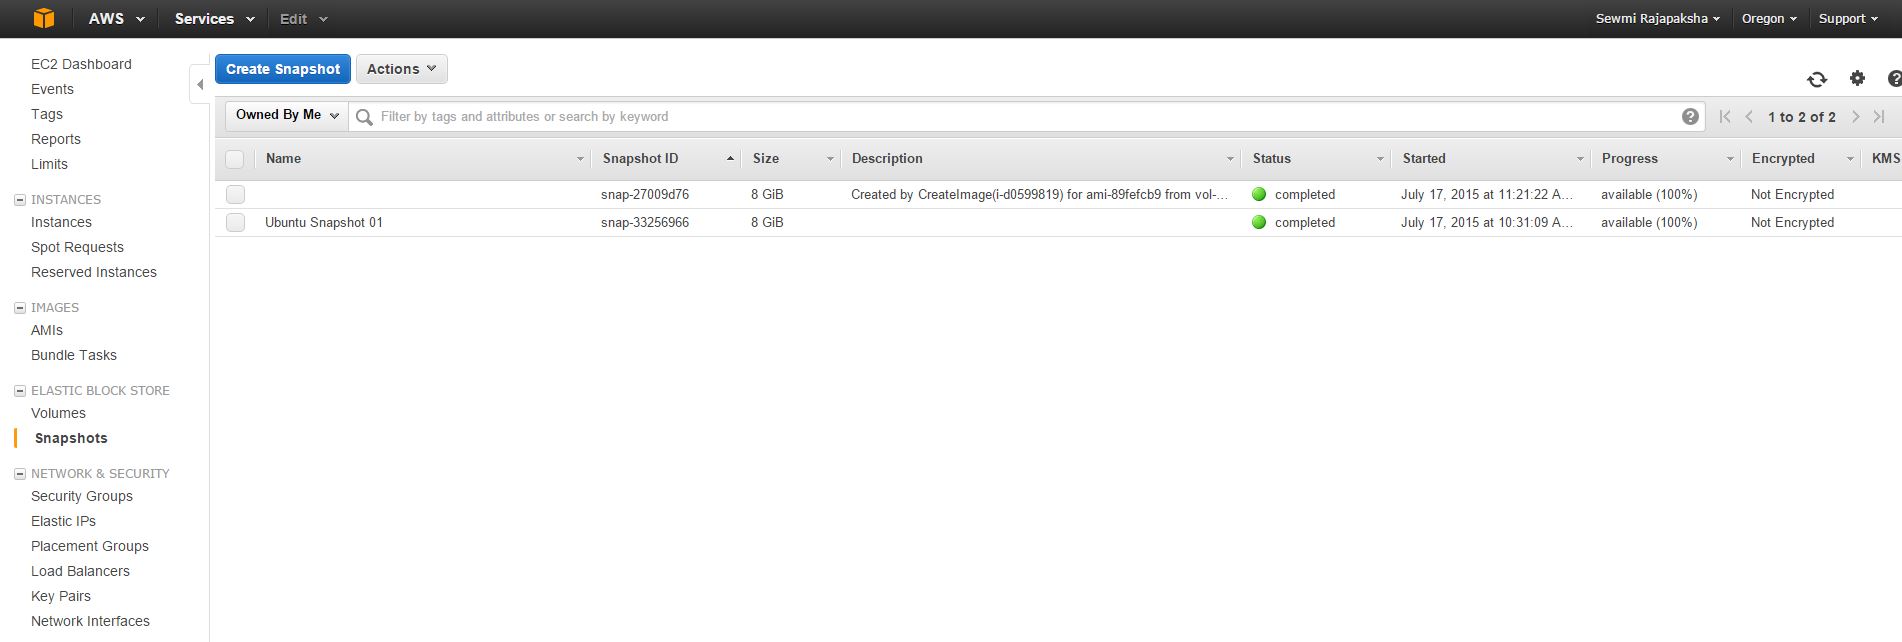 AWS Services Edit Sewmi Rajapaksha Oregon Support
EC2 Dashboard
Events
Tags
Reports
Limits
INSTANCES
Instances
Spot Requests
Reserved Instances
IMAGES
AMIs
Bundle Tasks
ELASTIC BLOCK STORE
Volumes
Snapshots
NETWORK & SECURITY
Security Groups
Elastic IPs
Placement Groups
Load Balancers
Key Pairs
Network Interfaces
Create Snapshot Actions
Owned By Me Filter by tags and attributes or search by keyword 1 to 2 of 2
Name Snapshot ID Size Description Status Started Progress Encrypted KMS
snap-27009d76 8 GiB Created by CreateImage(i-d0599819) for ami-89fefcb9 from vol-... completed July 17, 2015 at 11:21:22 A... available (100%) Not Encrypted
Ubuntu Snapshot 01 snap-33256966 8 GiB completed July 17, 2015 at 10:31:09 A... available (100%) Not Encrypted